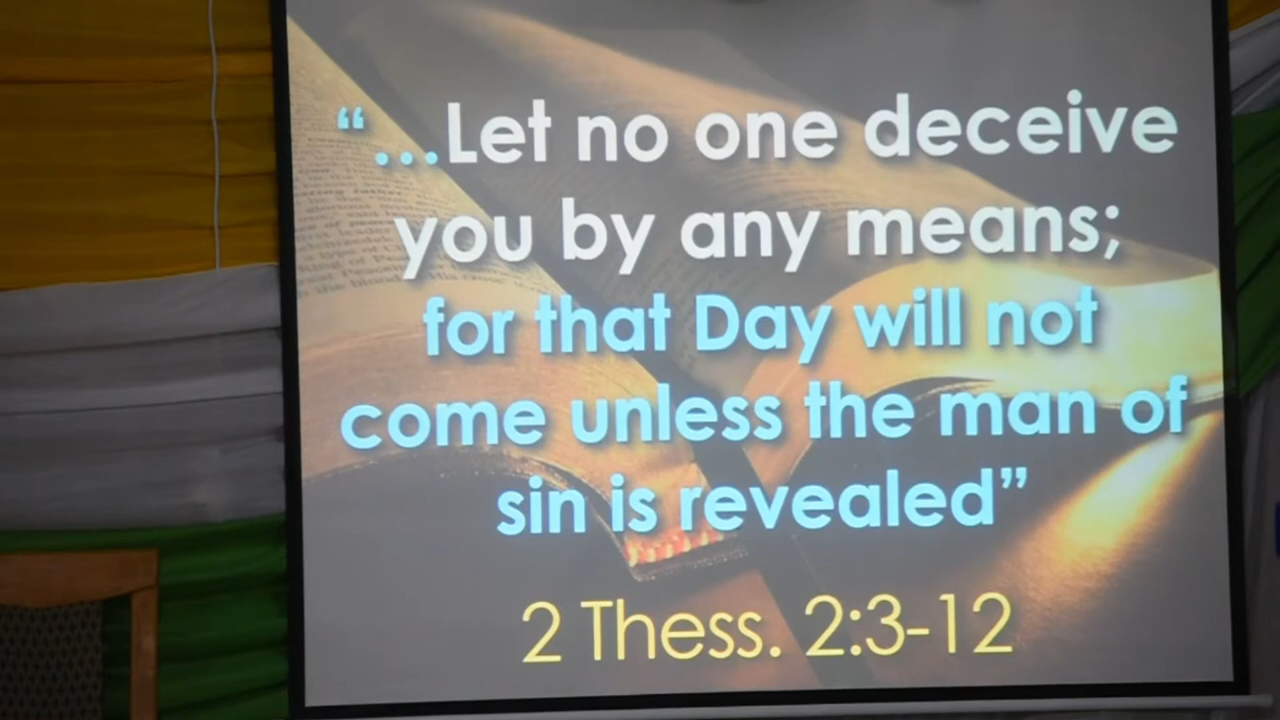 “...Let no one deceive
you by any means;
for that Day will not
come unless the man of
sin is revealed”
2 Thess. 2:3-12